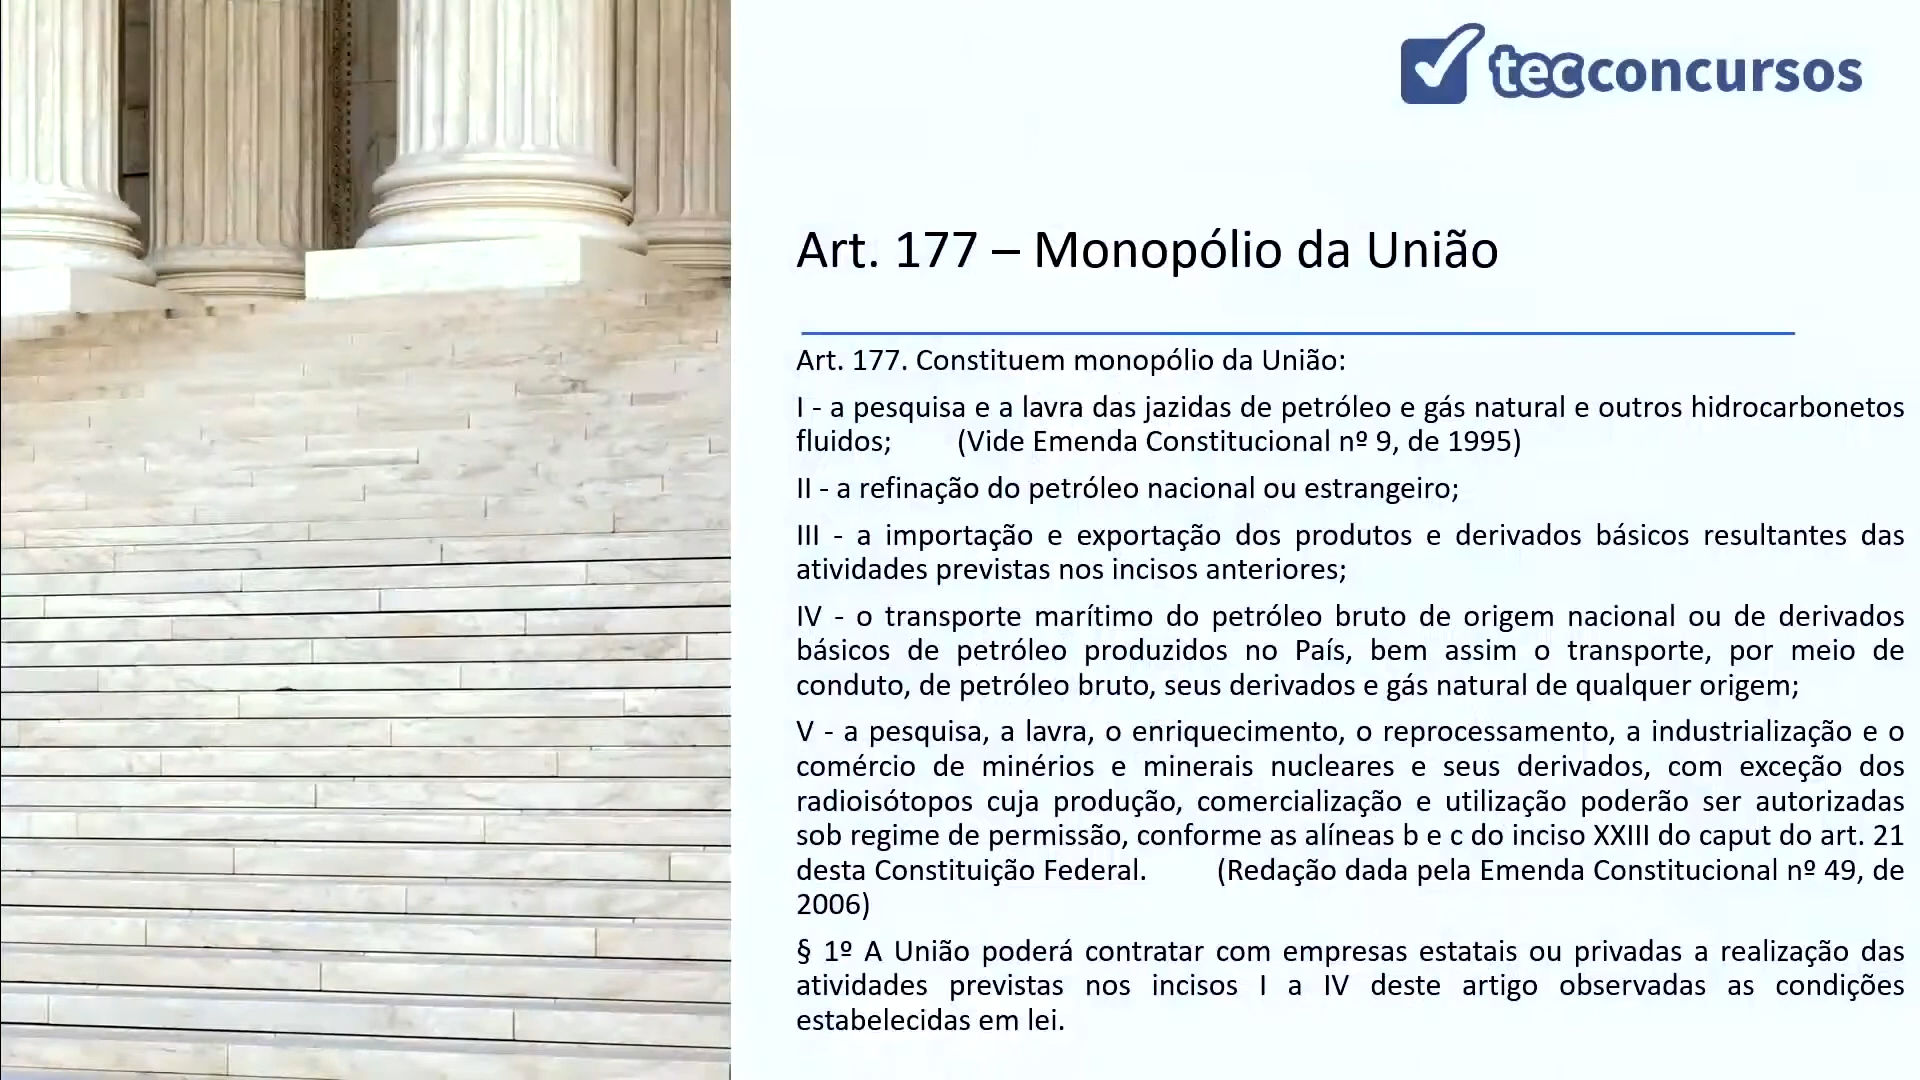 tecconcursos
Art. 177 – Monopólio da União
Art. 177. Constituem monopólio da União:
I - a pesquisa e a lavra das jazidas de petróleo e gás natural e outros hidrocarbonetos
fluidos; (Vide Emenda Constitucional nº 9, de 1995)
II - a refinação do petróleo nacional ou estrangeiro;
III - a importação e exportação dos produtos e derivados básicos resultantes das
atividades previstas nos incisos anteriores;
IV - o transporte marítimo do petróleo bruto de origem nacional ou de derivados
básicos de petróleo produzidos no País, bem assim o transporte, por meio de
conduto, de petróleo bruto, seus derivados e gás natural de qualquer origem;
V - a pesquisa, a lavra, o enriquecimento, o reprocessamento, a industrialização e o
comércio de minérios e minerais nucleares e seus derivados, com exceção dos
radioisótopos cuja produção, comercialização e utilização poderão ser autorizadas
sob regime de permissão, conforme as alíneas b e c do inciso XXIII do caput do art. 21
desta Constituição Federal. (Redação dada pela Emenda Constitucional nº 49, de
2006)
§ 1º A União poderá contratar com empresas estatais ou privadas a realização das
atividades previstas nos incisos I a IV deste artigo observadas as condições
estabelecidas em lei.